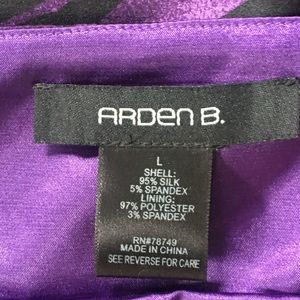 ARDEN B.
L
SHELL:
95% SILK
5% SPANDEX
LINING:
97% POLYESTER
3% SPANDEX
RN#78749
MADE IN CHINA
SEE REVERSE FOR CARE